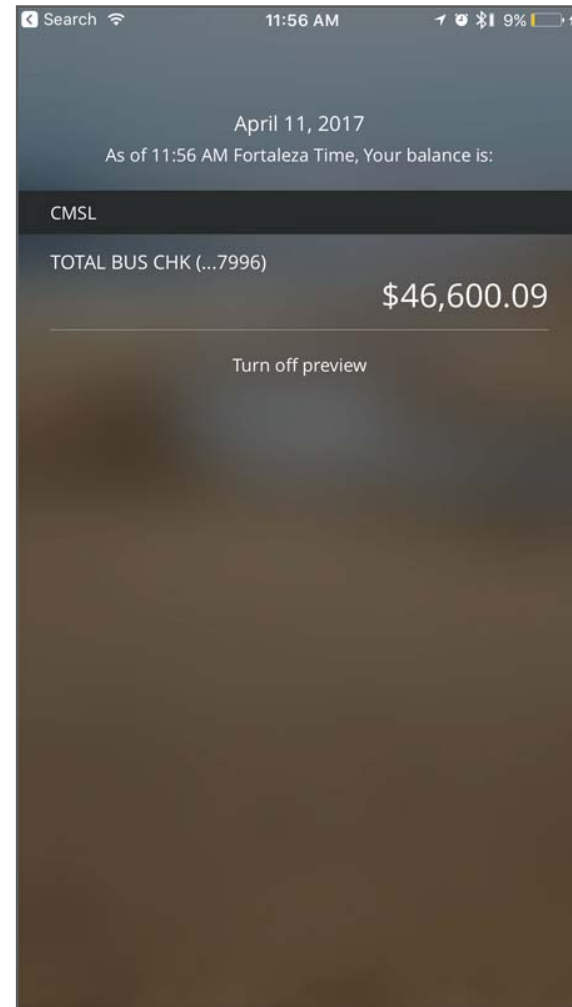 Search 11:56 AM 9%
April 11, 2017
As of 11:56 AM Fortaleza Time, Your balance is:
CMSL
TOTAL BUS CHK (...7996)
$46,600.09
Turn off preview